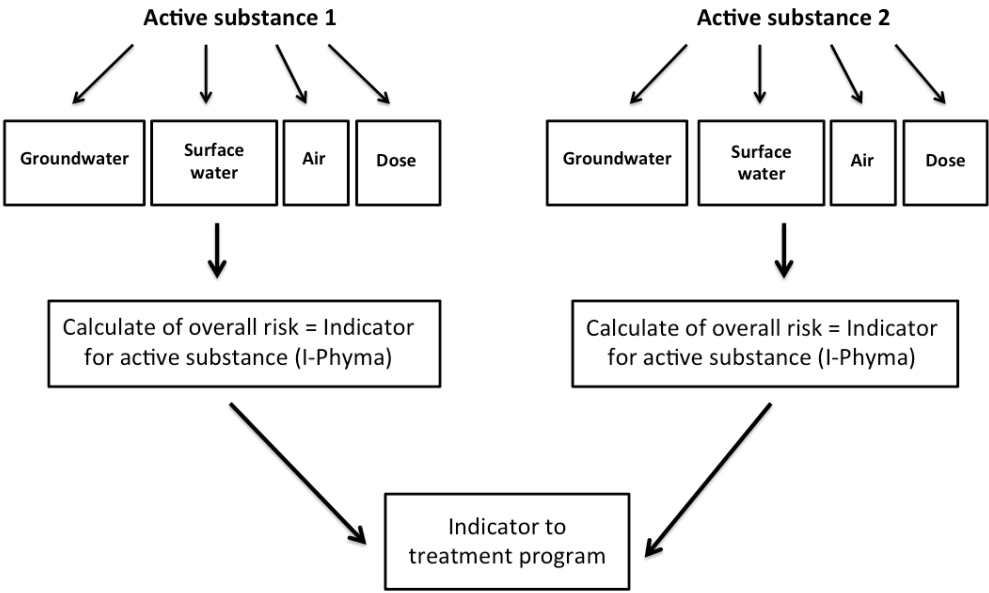 Active substance 1
Active substance 2
Groundwater
Surface
water
Air
Dose
Groundwater
Surface
water
Air
Dose
Calculate of overall risk = Indicator
for active substance (I-Phyma)
Calculate of overall risk = Indicator
for active substance (I-Phyma)
Indicator to
treatment program